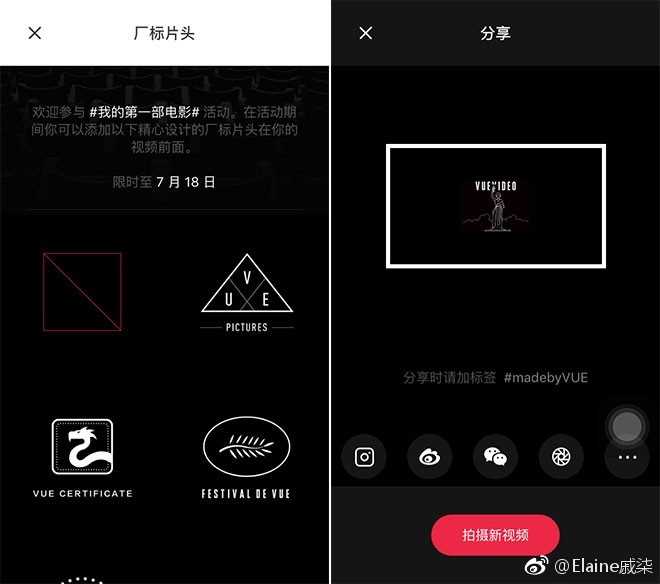 厂标片头
欢迎参与 #我的第一部电影# 活动。在活动期
间你可以添加以下精心设计的厂标片头在你的
视频前面。
限时至 7 月 18 日
V
U E
PICTURES
VUE CERTIFICATE
FESTIVAL DE VUE
分享
VUEVIDEO
分享时请加标签 #madebyVUE
拍摄新视频
@Elaine戚柒